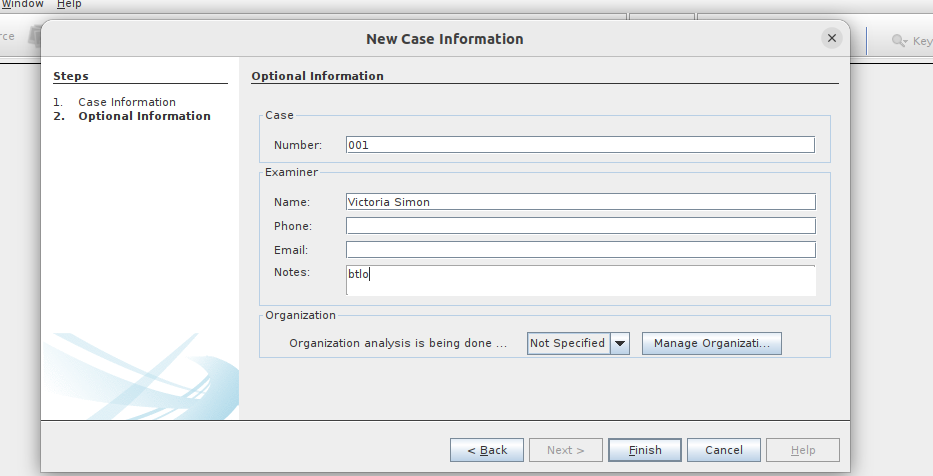 Window Help
rce
Key
New Case Information
Steps
1. Case Information
2. Optional Information
Optional Information
Case
Number: 001
Examiner
Name: Victoria Simon
Phone:
Email:
Notes: btlo
Organization
Organization analysis is being done ... Not Specified Manage Organizati...
< Back Next > Finish Cancel Help